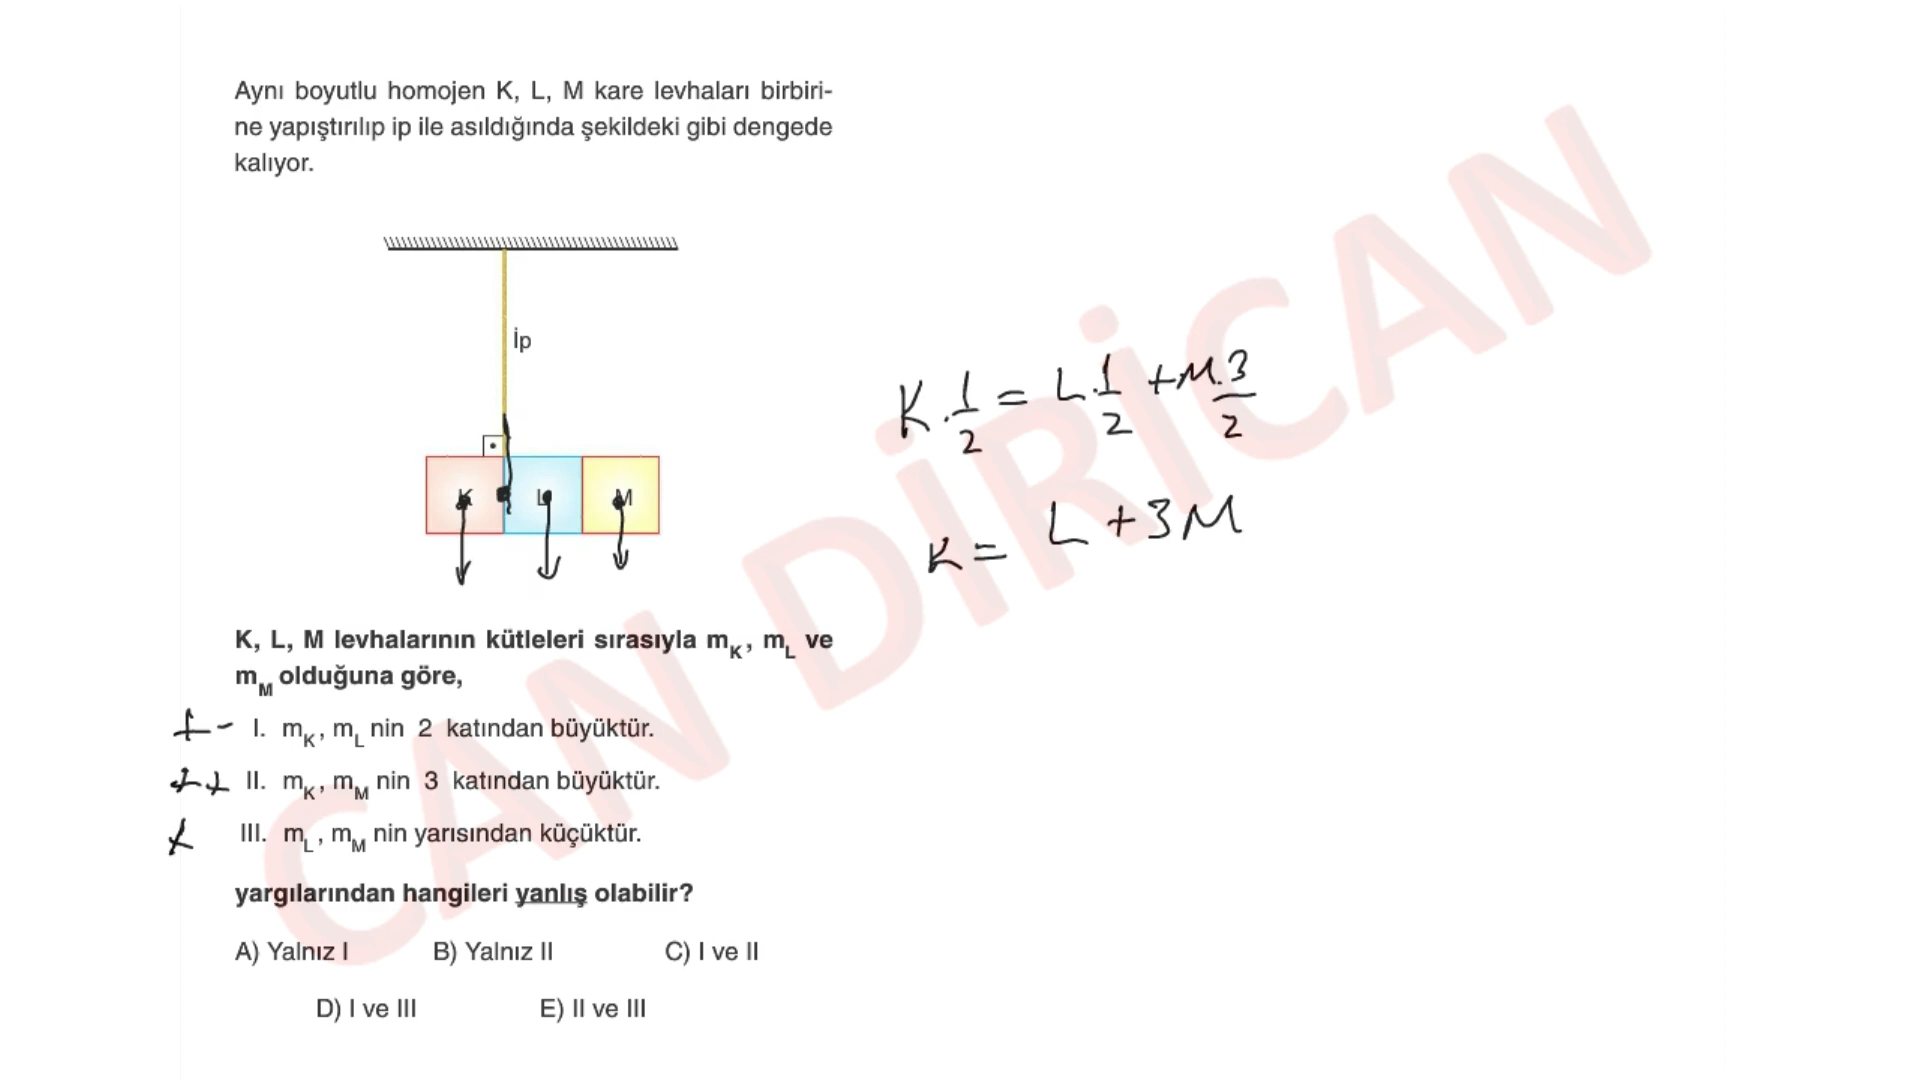 Aynı boyutlu homojen K, L, M kare levhaları birbiri-
ne yapıştırılıp ip ile asıldığında şekildeki gibi dengede
kalıyor.
İp
K L M
K · 1/2 = L · 1/2 + M · 3/2
K = L + 3M
K, L, M levhalarının kütleleri sırasıyla mK, mL ve
mM olduğuna göre,
+ - I. mK, mL nin 2 katından büyüktür.
++ II. mK, mM nin 3 katından büyüktür.
III. mL, mM nin yarısından küçüktür.
yargılarından hangileri yanlış olabilir?
A) Yalnız I B) Yalnız II C) I ve II
D) I ve III E) II ve III
CAN DİRİCAN